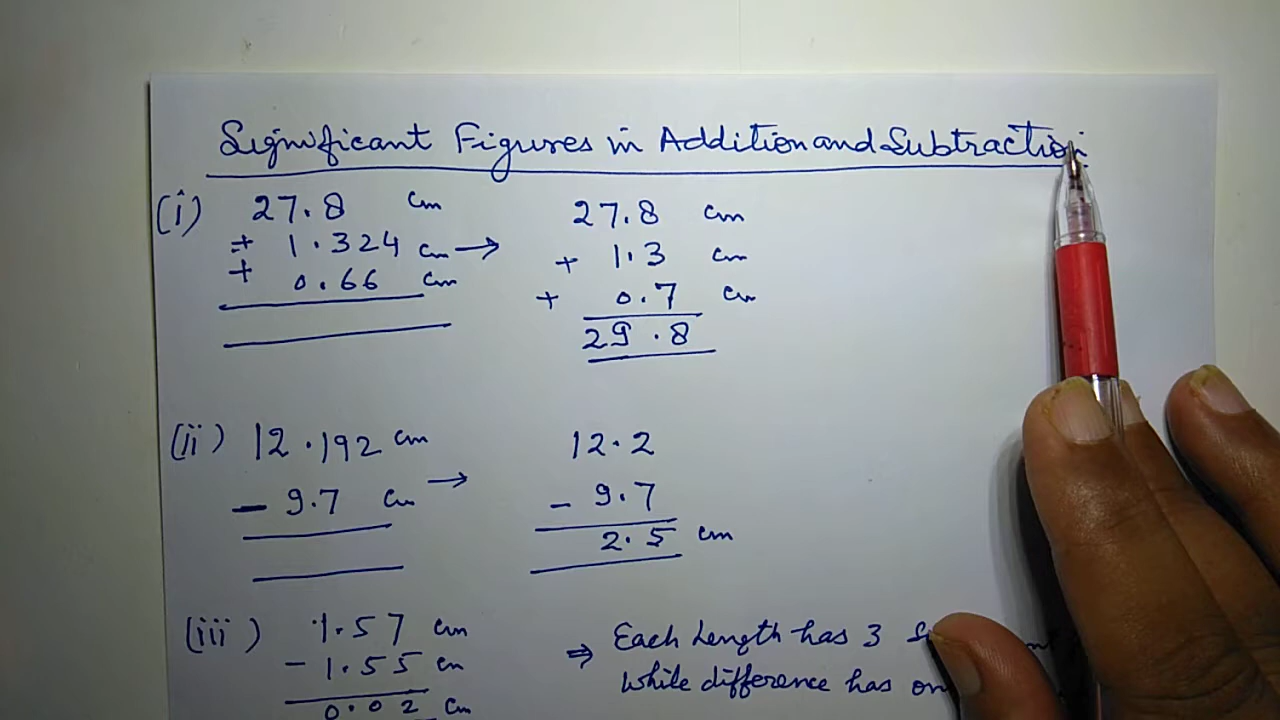 Significant Figures in Addition and Subtraction
(i) 27.8 cm 27.8 cm
+ 1.324 cm → + 1.3 cm
+ 0.66 cm + 0.7 cm
29.8
(ii) 12.192 cm 12.2
- 9.7 cm → - 9.7
2.5 cm
(iii) 1.57 cm ⇒ Each Length has 3
- 1.55 cm While difference has
0.02 cm